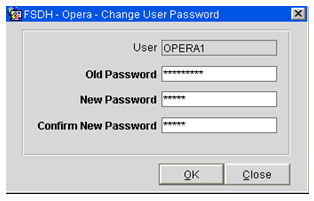 FSDH - Opera - Change User Password
User OPERA1
Old Password *********
New Password *****
Confirm New Password *****
OK Close